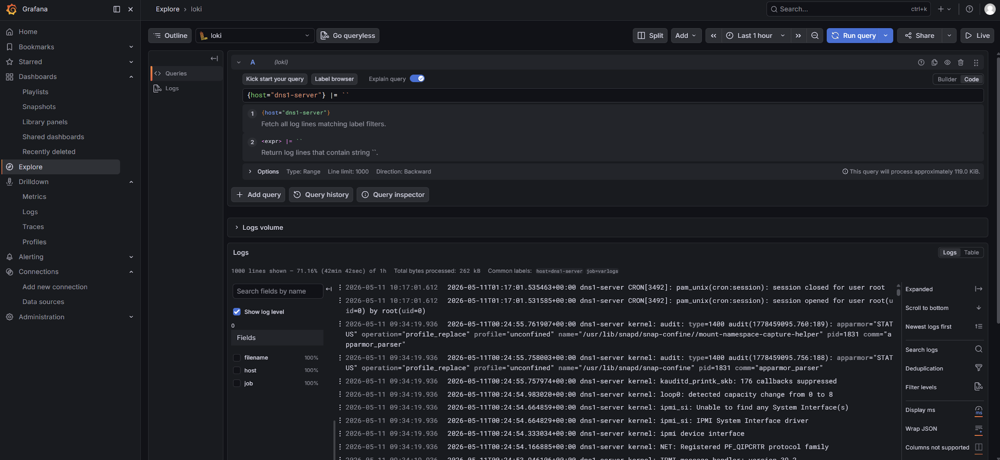 Grafana
Explore › loki
Search...
ctrl+k
Home
Bookmarks
Starred
Dashboards
Playlists
Snapshots
Library panels
Shared dashboards
Recently deleted
Explore
Drilldown
Metrics
Logs
Traces
Profiles
Alerting
Connections
Add new connection
Data sources
Administration
Outline
loki
Go queryless
Split
Add
Last 1 hour
Run query
Share
Live
Queries
Logs
A (loki)
Kick start your query
Label browser
Explain query
Builder
Code
{host="dns1-server"} |= ``
1 {host="dns1-server"}
Fetch all log lines matching label filters.
2 <expr> |= ``
Return log lines that contain string ``.
Options Type: Range Line limit: 1000 Direction: Backward
This query will process approximately 119.0 KiB.
+ Add query
Query history
Query inspector
Logs volume
Logs
Logs
Table
1000 lines shown — 71.16% (42min 42sec) of 1h Total bytes processed: 262 kB Common labels: host=dns1-server job=varlogs
Search fields by name
Show log level
0
Fields
filename 100%
host 100%
job 100%
2026-05-11 10:17:01.612 2026-05-11T01:17:01.535463+00:00 dns1-server CRON[3492]: pam_unix(cron:session): session closed for user root
2026-05-11 10:17:01.612 2026-05-11T01:17:01.531585+00:00 dns1-server CRON[3492]: pam_unix(cron:session): session opened for user root(u
id=0) by root(uid=0)
2026-05-11 09:34:19.936 2026-05-11T00:24:55.761907+00:00 dns1-server kernel: audit: type=1400 audit(1778459095.760:189): apparmor="STAT
US" operation="profile_replace" profile="unconfined" name="/usr/lib/snapd/snap-confine//mount-namespace-capture-helper" pid=1831 comm="a
pparmor_parser"
2026-05-11 09:34:19.936 2026-05-11T00:24:55.758003+00:00 dns1-server kernel: audit: type=1400 audit(1778459095.756:188): apparmor="STAT
US" operation="profile_replace" profile="unconfined" name="/usr/lib/snapd/snap-confine" pid=1831 comm="apparmor_parser"
2026-05-11 09:34:19.936 2026-05-11T00:24:55.757974+00:00 dns1-server kernel: kauditd_printk_skb: 176 callbacks suppressed
2026-05-11 09:34:19.936 2026-05-11T00:24:54.983020+00:00 dns1-server kernel: loop0: detected capacity change from 0 to 8
2026-05-11 09:34:19.936 2026-05-11T00:24:54.664859+00:00 dns1-server kernel: ipmi_si: Unable to find any System Interface(s)
2026-05-11 09:34:19.936 2026-05-11T00:24:54.664829+00:00 dns1-server kernel: ipmi_si: IPMI System Interface driver
2026-05-11 09:34:19.936 2026-05-11T00:24:54.333034+00:00 dns1-server kernel: ipmi device interface
2026-05-11 09:34:19.936 2026-05-11T00:24:54.166885+00:00 dns1-server kernel: NET: Registered PF_QIPCRTR protocol family
Expanded
Scroll to bottom
Newest logs first
Search logs
Deduplication
Filter levels
LOG
Display ms
ms
Wrap JSON
Columns not supported